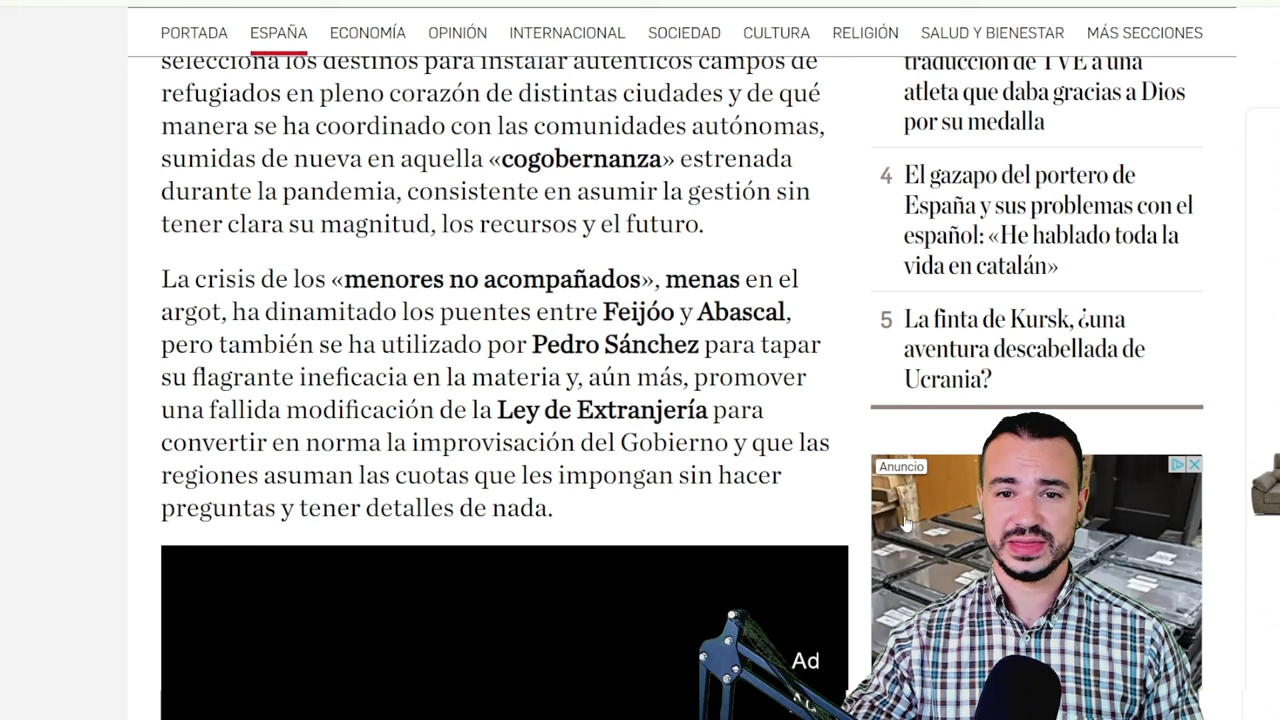 PORTADA ESPAÑA ECONOMÍA OPINIÓN INTERNACIONAL SOCIEDAD CULTURA RELIGIÓN SALUD Y BIENESTAR MÁS SECCIONES
selecciona los destinos para instalar auténticos campos de
refugiados en pleno corazón de distintas ciudades y de qué
manera se ha coordinado con las comunidades autónomas,
sumidas de nueva en aquella «cogobernanza» estrenada
durante la pandemia, consistente en asumir la gestión sin
tener clara su magnitud, los recursos y el futuro.
La crisis de los «menores no acompañados», menas en el
argot, ha dinamitado los puentes entre Feijóo y Abascal,
pero también se ha utilizado por Pedro Sánchez para tapar
su flagrante ineficacia en la materia y, aún más, promover
una fallida modificación de la Ley de Extranjería para
convertir en norma la improvisación del Gobierno y que las
regiones asuman las cuotas que les impongan sin hacer
preguntas y tener detalles de nada.
Ad
traducción de TVE a una
atleta que daba gracias a Dios
por su medalla
4 El gazapo del portero de
España y sus problemas con el
español: «He hablado toda la
vida en catalán»
5 La finta de Kursk, ¿una
aventura descabellada de
Ucrania?
Anuncio